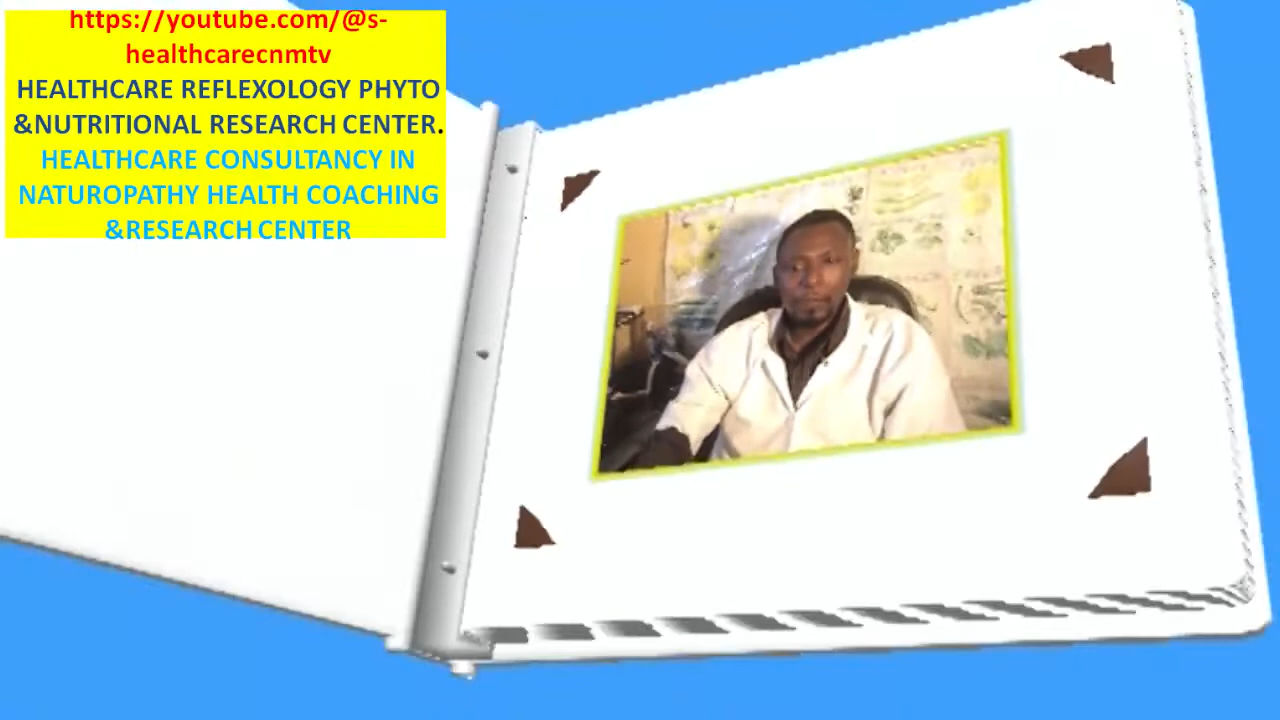 https://youtube.com/@s-
healthcarecnmtv
HEALTHCARE REFLEXOLOGY PHYTO
&NUTRITIONAL RESEARCH CENTER.
HEALTHCARE CONSULTANCY IN
NATUROPATHY HEALTH COACHING
&RESEARCH CENTER